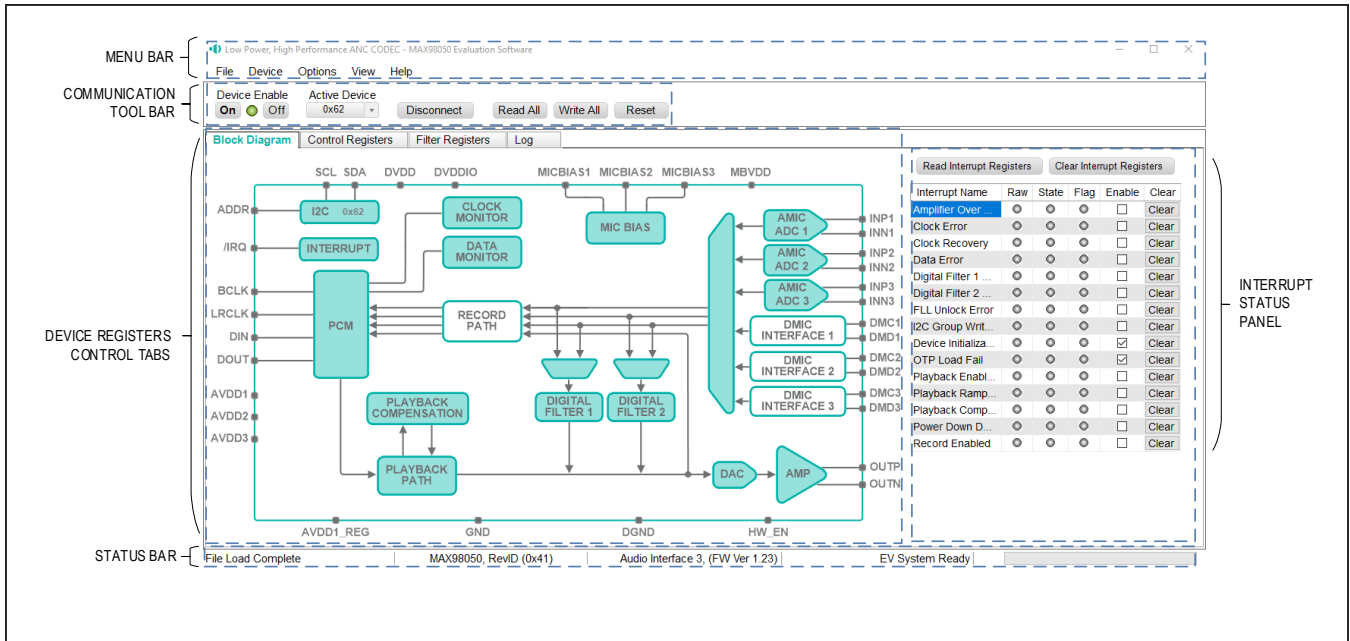 MENU BAR
Low Power, High Performance ANC CODEC - MAX98050 Evaluation Software
File Device Options View Help
COMMUNICATION
TOOL BAR
Device Enable Active Device
On Off 0x62 Disconnect Read All Write All Reset
DEVICE REGISTERS
CONTROL TABS
Block Diagram Control Registers Filter Registers Log
SCL SDA DVDD DVDDIO MICBIAS1 MICBIAS2 MICBIAS3 MBVDD
ADDR
/IRQ
BCLK
LRCLK
DIN
DOUT
AVDD1
AVDD2
AVDD3
I2C 0x62
INTERRUPT
CLOCK
MONITOR
DATA
MONITOR
MIC BIAS
PCM
RECORD
PATH
PLAYBACK
COMPENSATION
PLAYBACK
PATH
DIGITAL
FILTER 1
DIGITAL
FILTER 2
AMIC
ADC 1
AMIC
ADC 2
AMIC
ADC 3
DMIC
INTERFACE 1
DMIC
INTERFACE 2
DMIC
INTERFACE 3
DAC
AMP
INP1
INN1
INP2
INN2
INP3
INN3
DMC1
DMD1
DMC2
DMD2
DMC3
DMD3
OUTP
OUTN
AVDD1_REG GND DGND HW_EN
Read Interrupt Registers Clear Interrupt Registers
Interrupt Name Raw State Flag Enable Clear
Amplifier Over ... Clear
Clock Error Clear
Clock Recovery Clear
Data Error Clear
Digital Filter 1 ... Clear
Digital Filter 2 ... Clear
FLL Unlock Error Clear
I2C Group Writ... Clear
Device Initializa... Clear
OTP Load Fail Clear
Playback Enabl... Clear
Playback Ramp... Clear
Playback Comp... Clear
Power Down D... Clear
Record Enabled Clear
INTERRUPT
STATUS
PANEL
STATUS BAR
File Load Complete MAX98050, RevID (0x41) Audio Interface 3, (FW Ver 1.23) EV System Ready